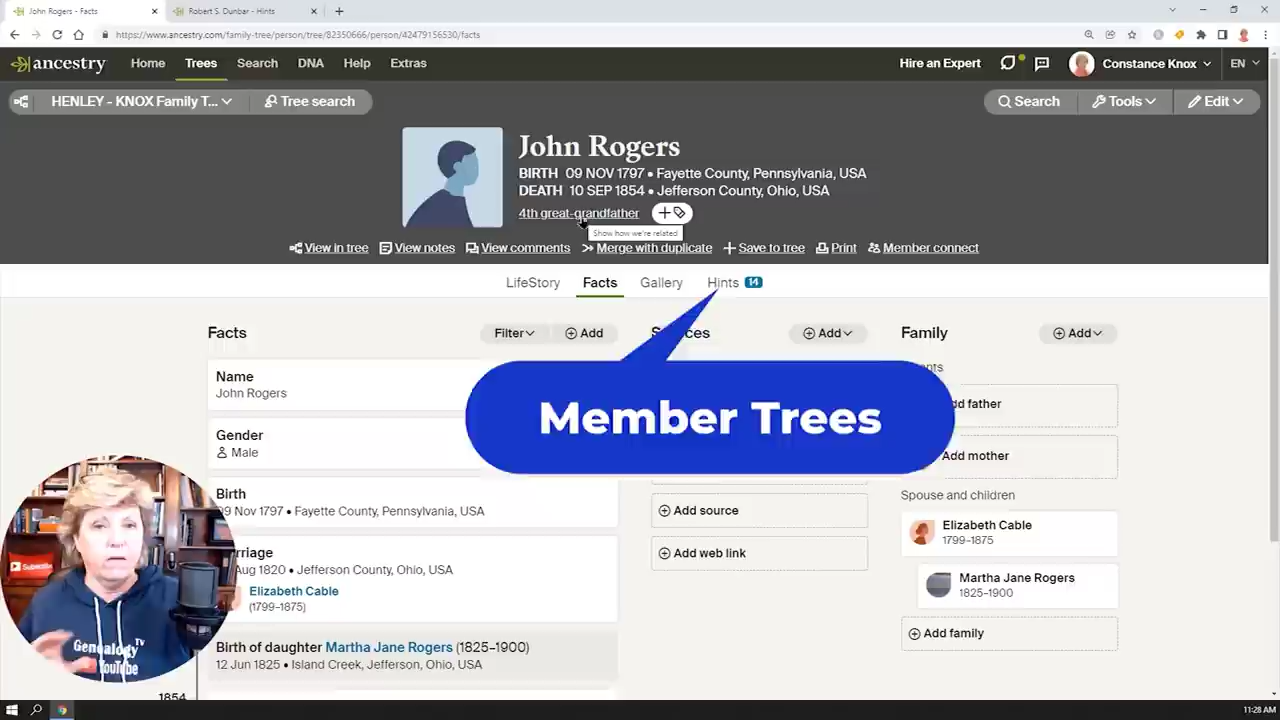 John Rogers - Facts
Robert S. Dunbar - Hints
https://www.ancestry.com/family-tree/person/tree/82350666/person/42479156530/facts
ancestry Home Trees Search DNA Help Extras Hire an Expert Constance Knox EN
HENLEY - KNOX Family T... Tree search Search Tools Edit
John Rogers
BIRTH 09 NOV 1797 • Fayette County, Pennsylvania, USA
DEATH 10 SEP 1854 • Jefferson County, Ohio, USA
4th great-grandfather
Show how we're related
View in tree View notes View comments Merge with duplicate Save to tree Print Member connect
LifeStory Facts Gallery Hints 14
Facts Filter Add
Add
Family Add
Name
John Rogers
Gender
Male
Birth
09 Nov 1797 • Fayette County, Pennsylvania, USA
Aug 1820 • Jefferson County, Ohio, USA
Elizabeth Cable
(1799–1875)
Birth of daughter Martha Jane Rogers (1825–1900)
12 Jun 1825 • Island Creek, Jefferson, Ohio, USA
1854
Member Trees
Add source
Add web link
father
Add mother
Spouse and children
Elizabeth Cable
1799–1875
Martha Jane Rogers
1825–1900
Add family
Subscribe
Genealogy TV
YouTube
11:28 AM